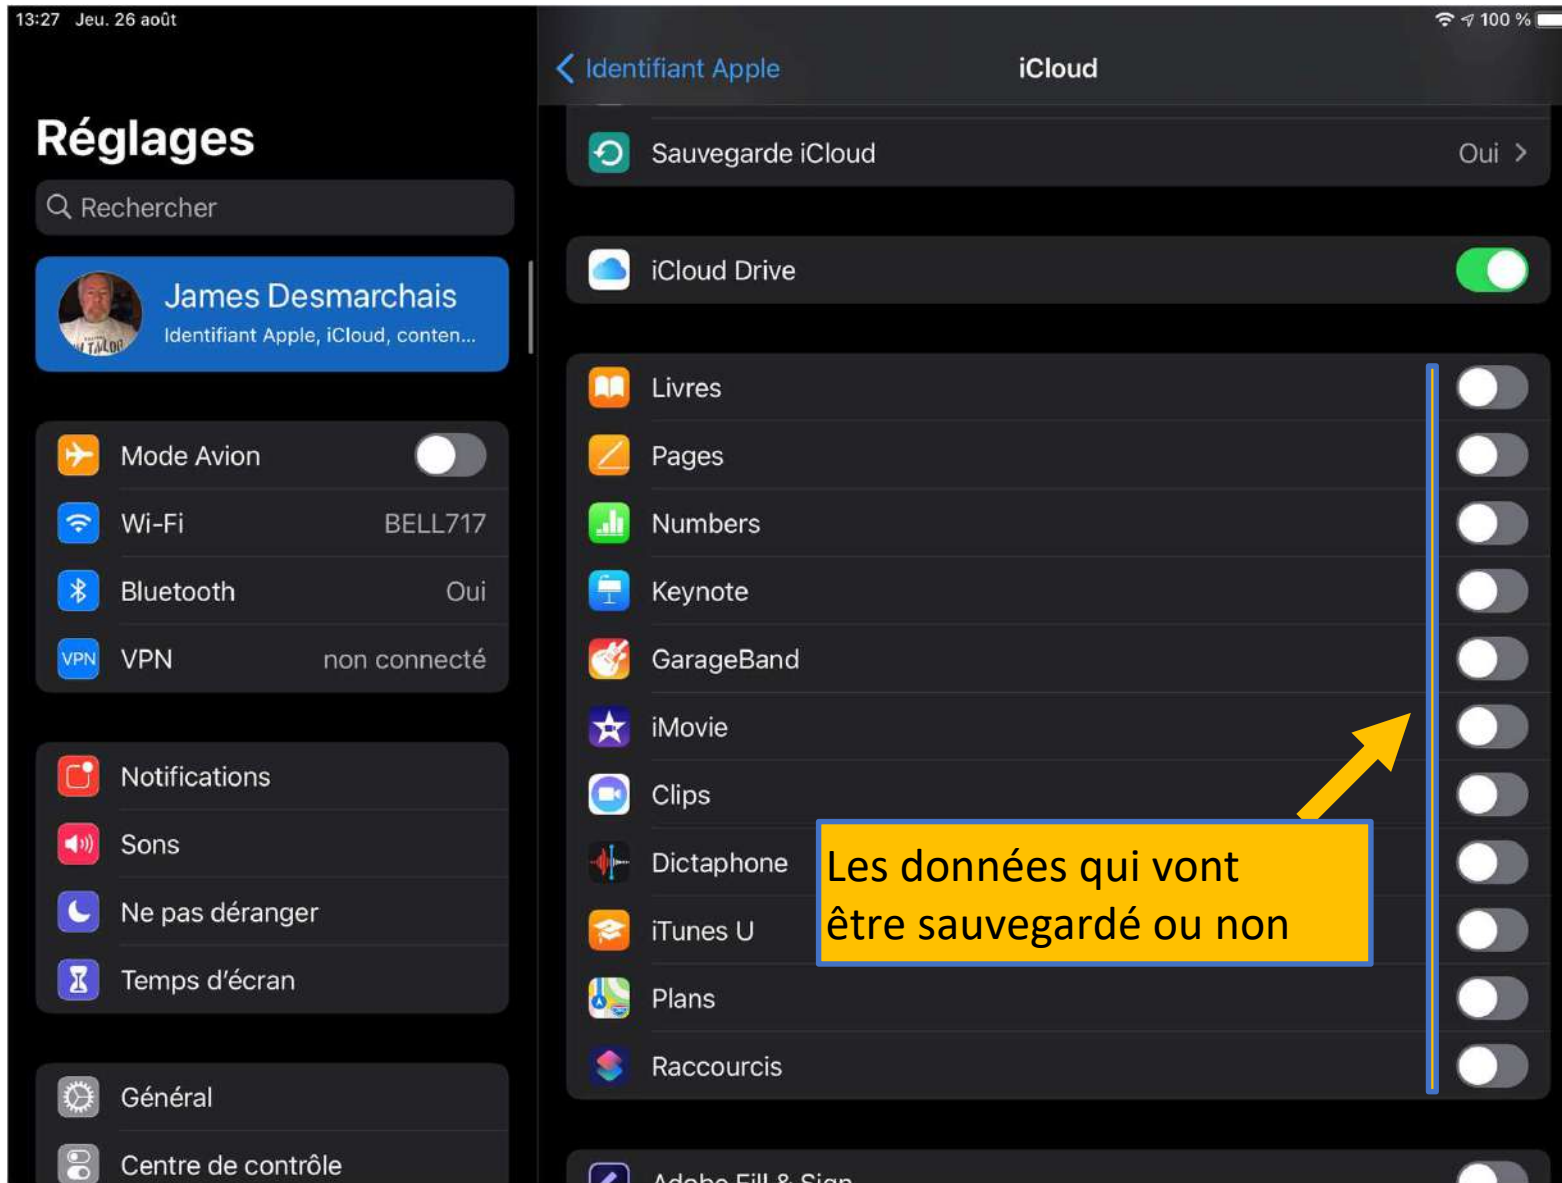 13:27 Jeu. 26 août
100 %
Identifiant Apple
iCloud
Réglages
Rechercher
James Desmarchais
Identifiant Apple, iCloud, conten...
Mode Avion
Wi-Fi BELL717
Bluetooth Oui
VPN VPN non connecté
Notifications
Sons
Ne pas déranger
Temps d'écran
Général
Centre de contrôle
Sauvegarde iCloud Oui
iCloud Drive
Livres
Pages
Numbers
Keynote
GarageBand
iMovie
Clips
Dictaphone
iTunes U
Plans
Raccourcis
Adobe Fill & Sign
Les données qui vont
être sauvegardé ou non